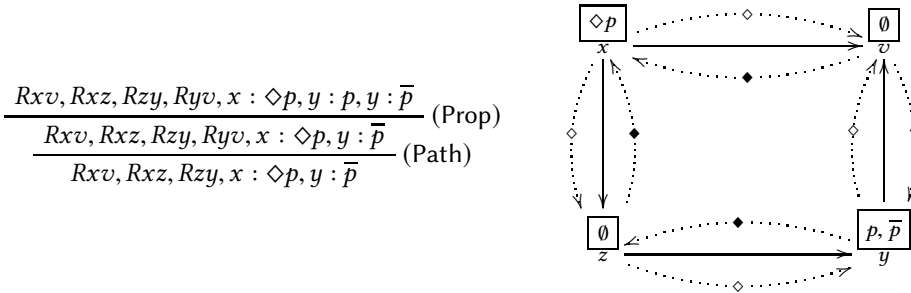 Rxv, Rxz, Rzy, Ryv, x : ◇p, y : p, y : p̅
(Prop)
Rxv, Rxz, Rzy, Ryv, x : ◇p, y : p̅
(Path)
Rxv, Rxz, Rzy, x : ◇p, y : p̅
◇p
◇
∅
x
v
◆
◇
◆
◇
∅
◆
p, p̅
z
y
◇